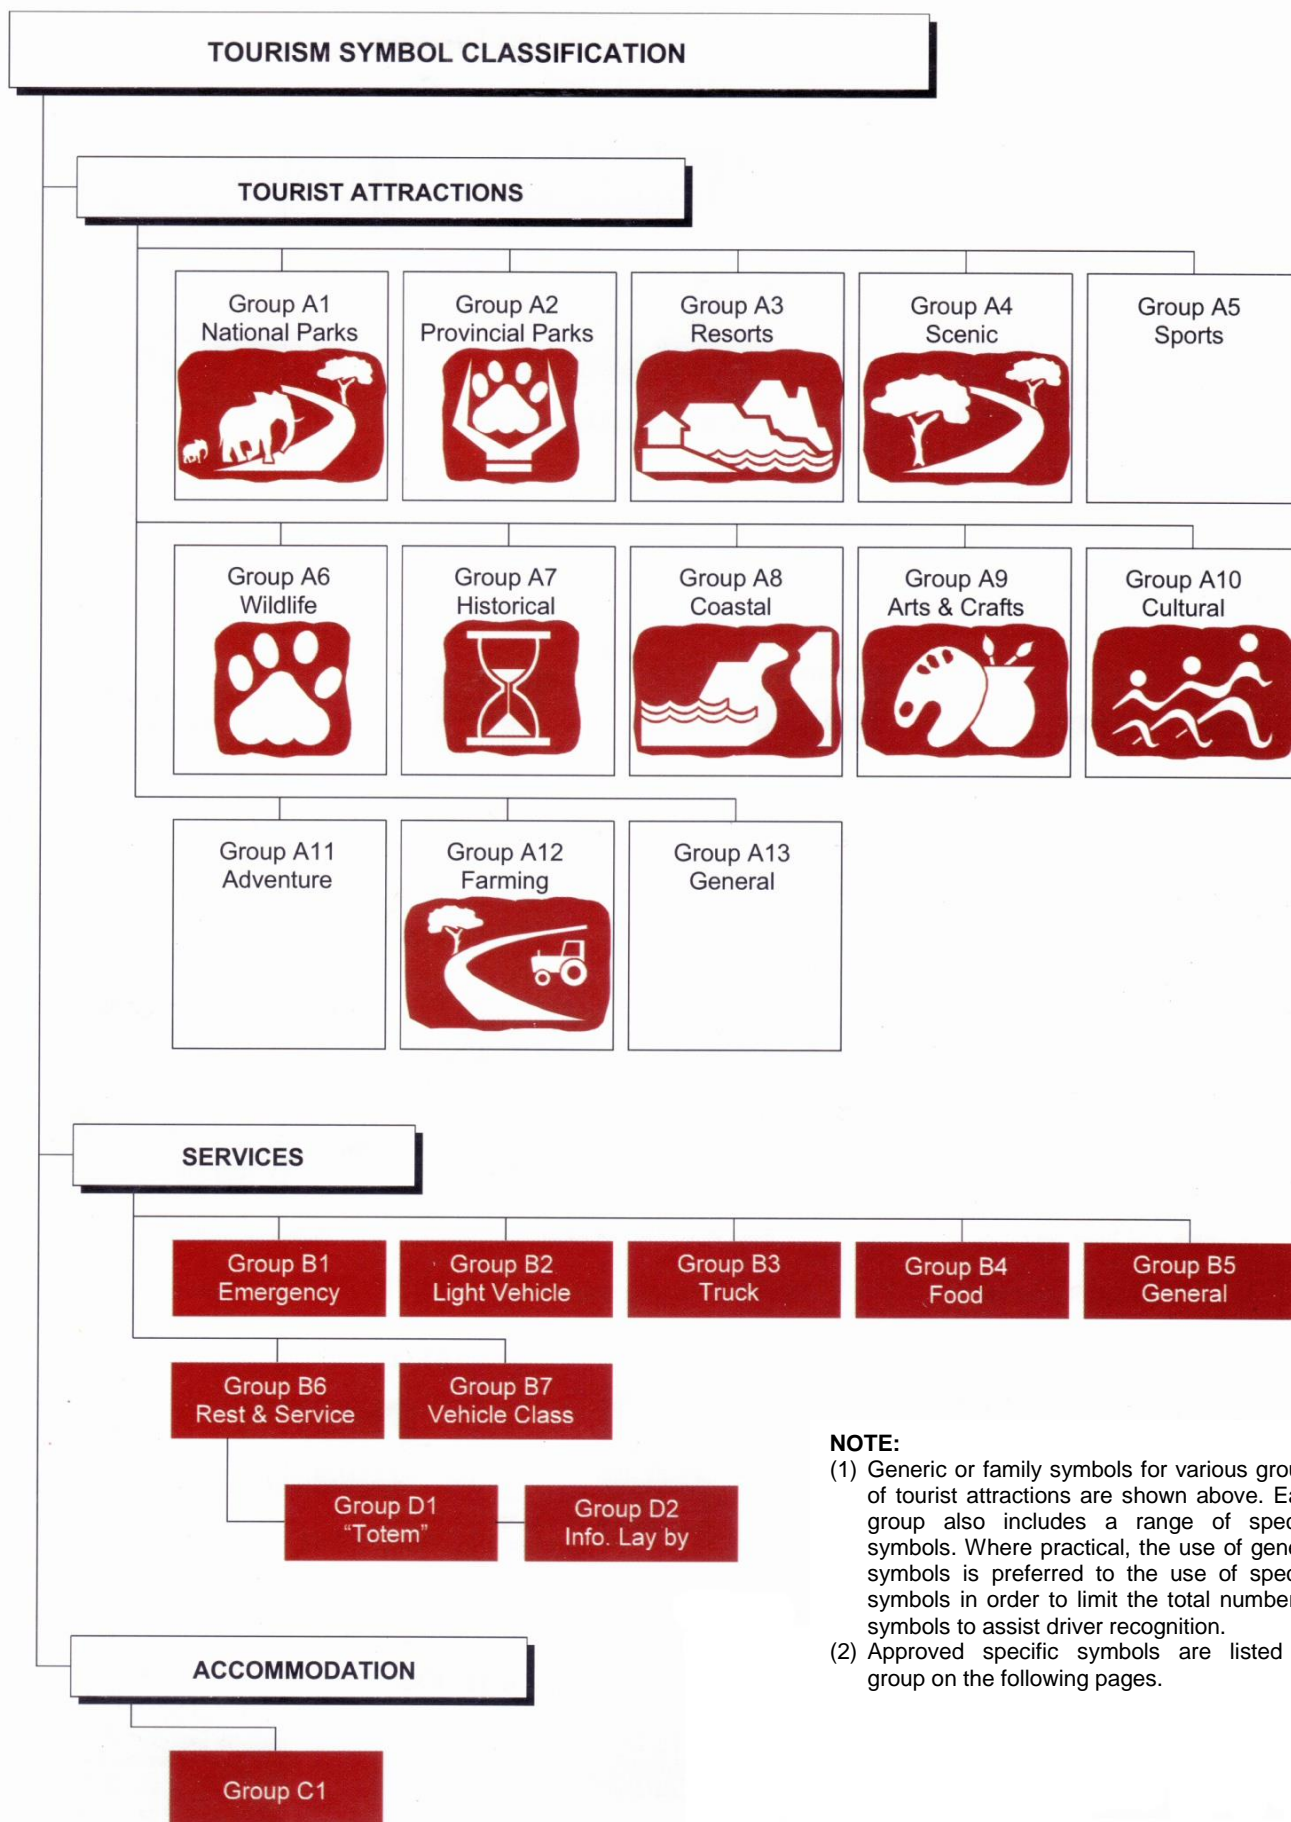 TOURISM SYMBOL CLASSIFICATION
TOURIST ATTRACTIONS
Group A1
National Parks
Group A2
Provincial Parks
Group A3
Resorts
Group A4
Scenic
Group A5
Sports
Group A6
Wildlife
Group A7
Historical
Group A8
Coastal
Group A9
Arts & Crafts
Group A10
Cultural
Group A11
Adventure
Group A12
Farming
Group A13
General
SERVICES
Group B1
Emergency
Group B2
Light Vehicle
Group B3
Truck
Group B4
Food
Group B5
General
Group B6
Rest & Service
Group B7
Vehicle Class
Group D1
“Totem”
Group D2
Info. Lay by
NOTE:
(1) Generic or family symbols for various
of tourist attractions are shown above.
group also includes a range of
symbols. Where practical, the use of
symbols is preferred to the use of
symbols in order to limit the total number
symbols to assist driver recognition.
(2) Approved specific symbols are listed
group on the following pages.
ACCOMMODATION
Group C1